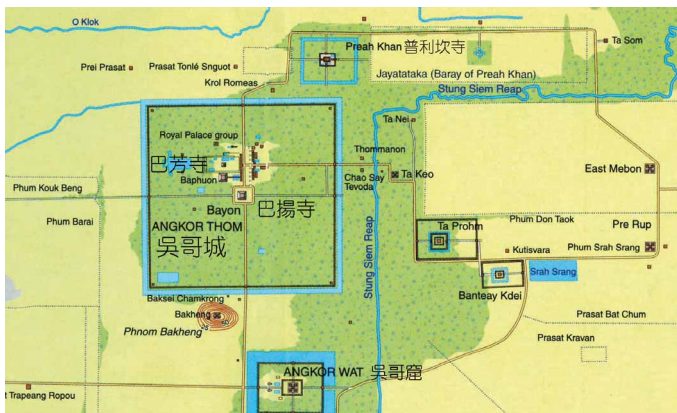 O Klok
Preah Khan 普利坎寺
Ta Som
Prei Prasat
Prasat Tonlé Snguot
Jayatataka (Baray of Preah Khan)
Krol Romeas
Stung Siem Reap
Ta Nei
Royal Palace group
Thommanon
巴芳寺
Baphuon
Chao Say
Tevoda
Ta Keo
East Mebon
Phum Kouk Beng
Bayon
巴揚寺
Phum Barai
ANGKOR THOM
吳哥城
Stung Siem Reap
Ta Prohm
Phum Don Taok
Pre Rup
Kutisvara
Phum Srah Srang
Srah Srang
Banteay Kdei
Baksei Chamkrong
Bakheng
25
Phnom Bakheng
Prasat Bat Chum
Prasat Kravan
ANGKOR WAT 吳哥窟
t Trapeang Ropou